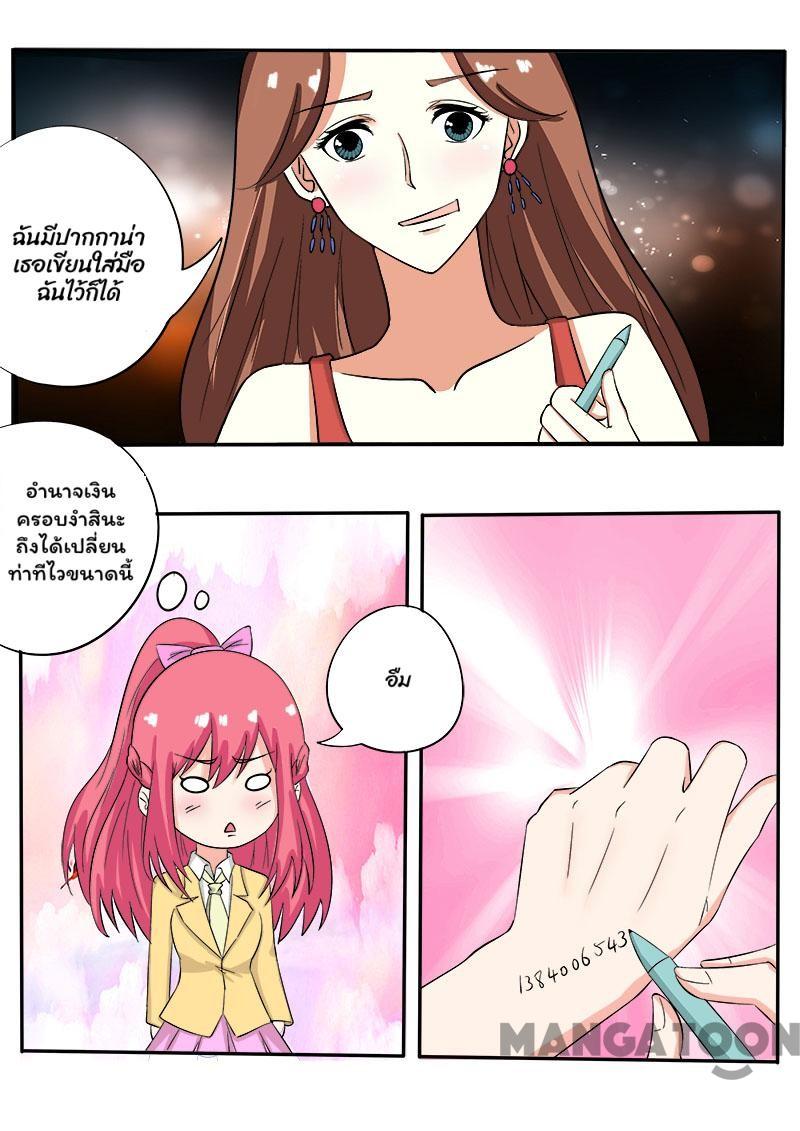 ฉันมีปากกาน่า
เธอเขียนใส่มือ
ฉันไว้ก็ได้
อำนาจเงิน
ครอบงำสินะ
ถึงได้เปลี่ยน
ท่าทีไวขนาดนี้
อืม
1384006543
MANGATOON